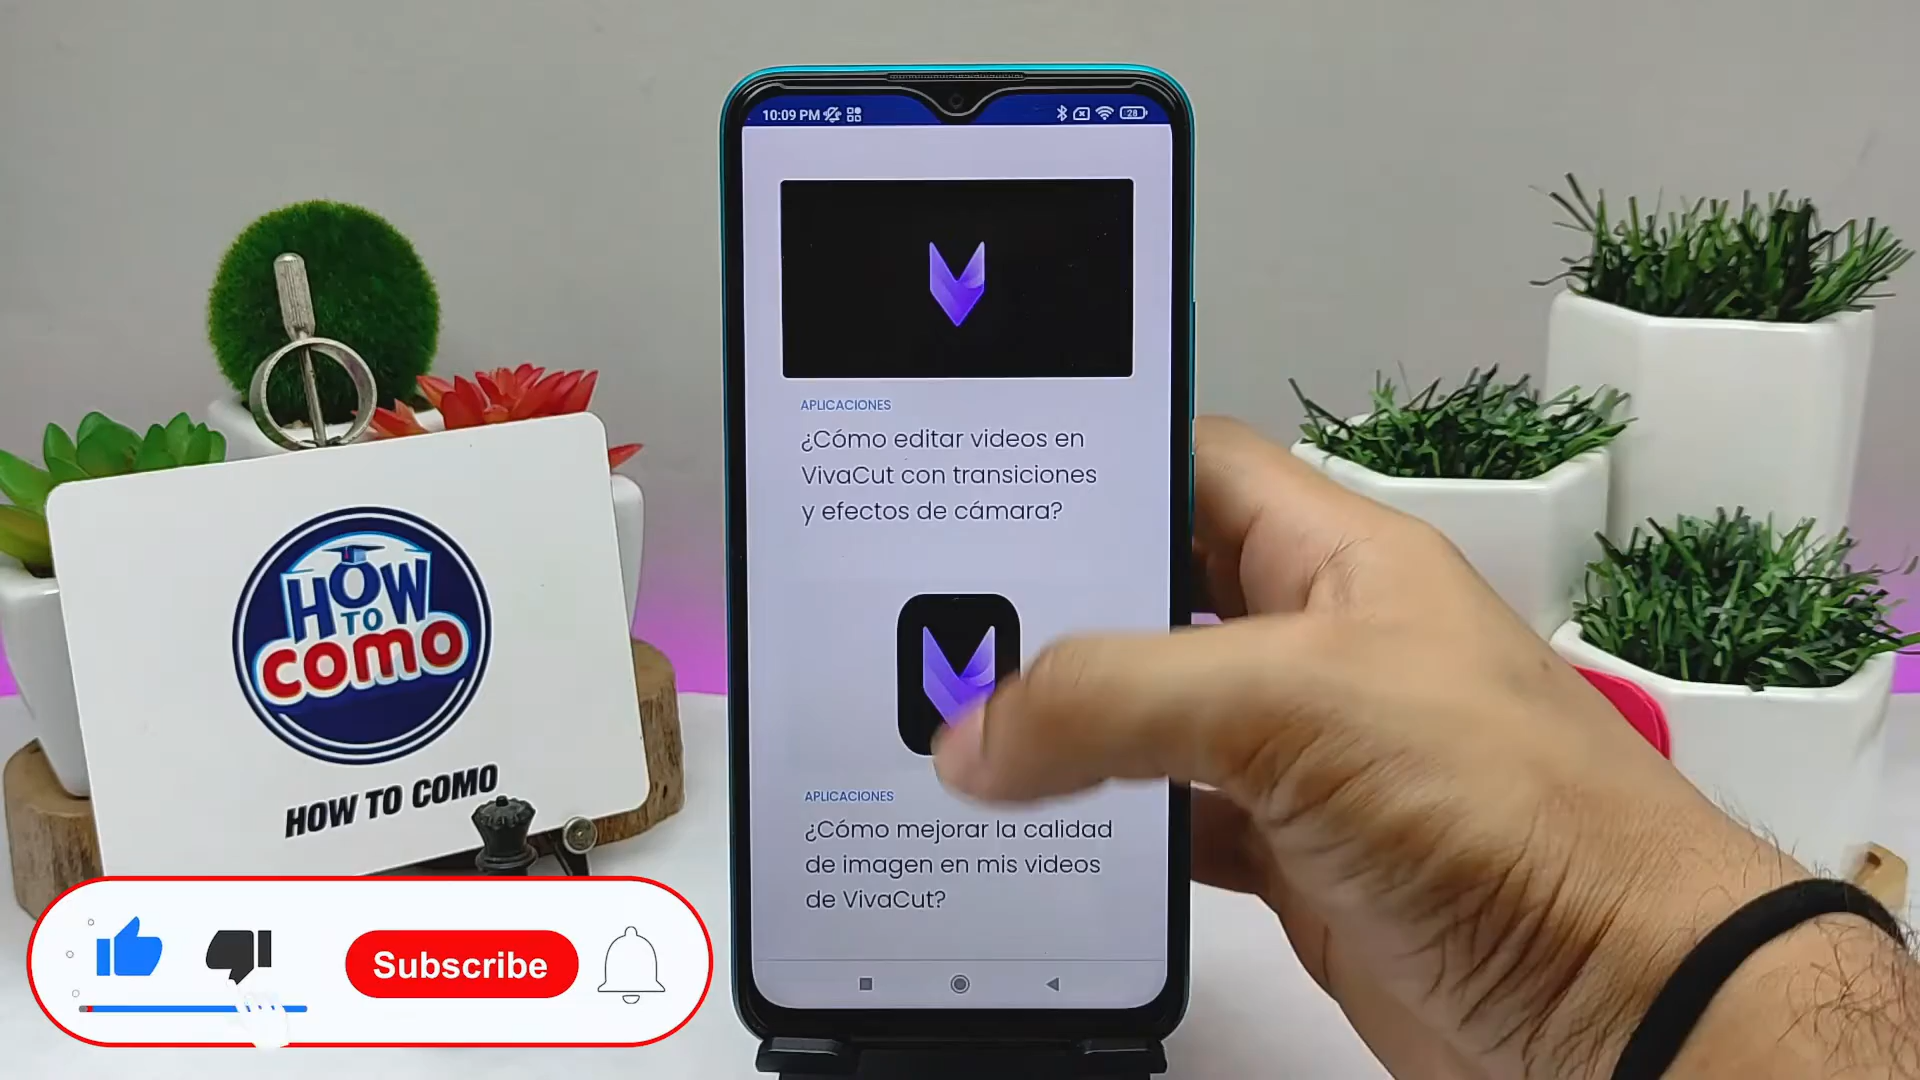 10:09 PM
28
APLICACIONES
¿Cómo editar videos en
VivaCut con transiciones
y efectos de cámara?
APLICACIONES
¿Cómo mejorar la calidad
de imagen en mis videos
de VivaCut?
HOW
TO
como
HOW TO COMO
Subscribe